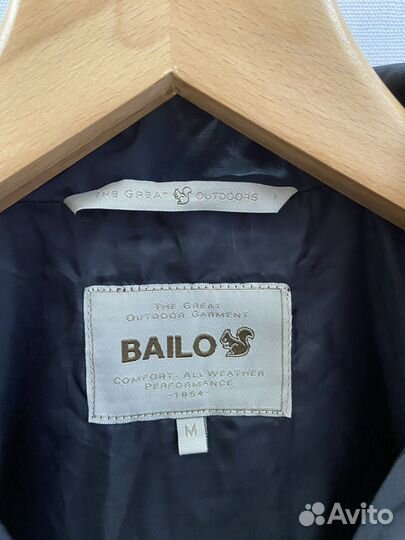 THE GREAT OUTDOORS
THE GREAT
OUTDOOR GARMENT
BAILO
COMFORT: ALL WEATHER
PERFORMANCE
-1954-
M
Avito